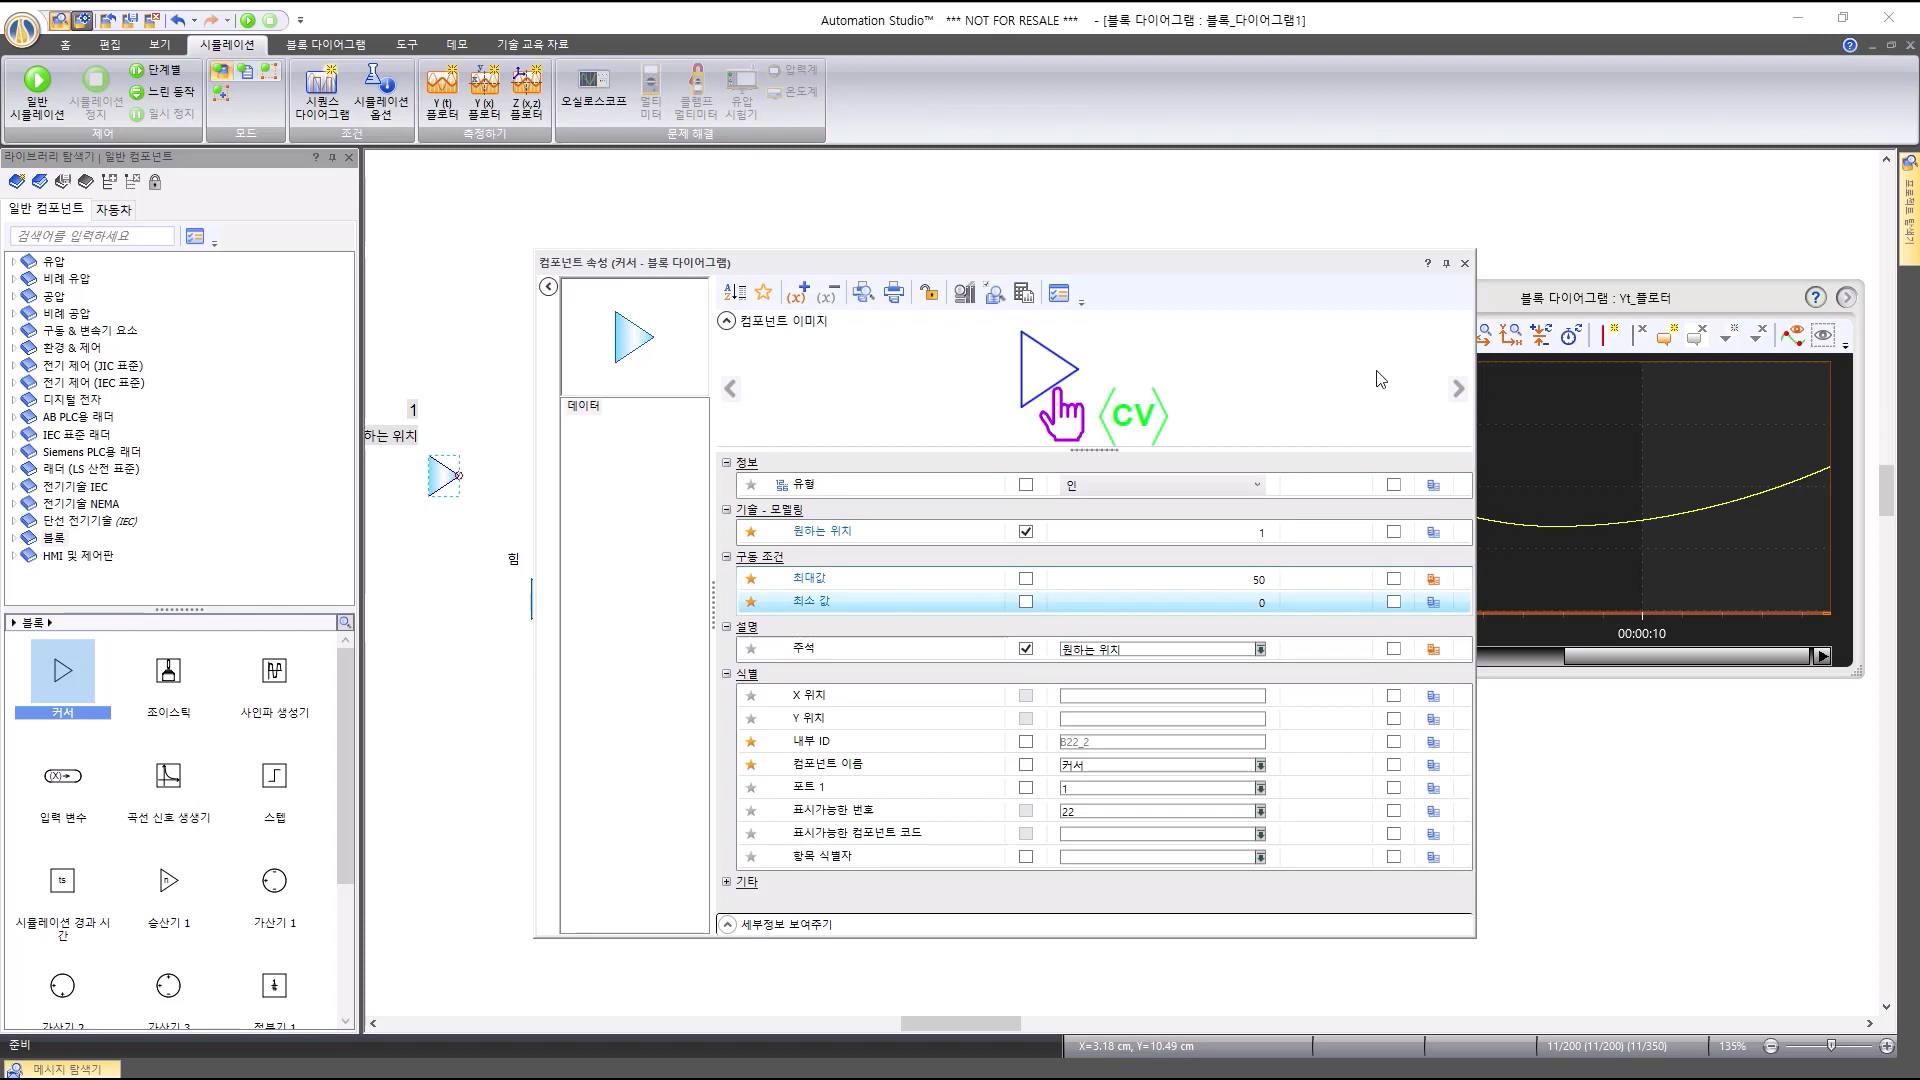 Automation Studio™   *** NOT FOR RESALE ***   - [블록 다이어그램 : 블록_다이어그램1]
홈 편집 보기 시뮬레이션 블록 다이어그램 도구 데모 기술 교육 자료
일반 시뮬레이션
시뮬레이션 정지
단계별
느린 동작
일시 정지
제어
모드
시퀀스 다이어그램
시뮬레이션 옵션
조건
Y (t) 플로터
Y (x) 플로터
Z (x,z) 플로터
측정하기
오실로스코프
멀티 미터
클램프 멀티미터
유압 시험기
압력계
온도계
문제 해결
라이브러리 탐색기 | 일반 컴포넌트
일반 컴포넌트 자동차
검색어를 입력하세요
유압
비례 유압
공압
비례 공압
구동 & 변속기 요소
환경 & 제어
전기 제어 (JIC 표준)
전기 제어 (IEC 표준)
디지털 전자
AB PLC용 래더
IEC 표준 래더
Siemens PLC용 래더
래더 (LS 산전 표준)
전기기술 IEC
전기기술 NEMA
단선 전기기술 (IEC)
블록
HMI 및 제어판
블록
커서 조이스틱 사인파 생성기
(X)
입력 변수 곡선 신호 생생기 스텝
ts n
시뮬레이션 경과 시간 승산기 1 가산기 1
가산기 2 가산기 3 적분기 1
1
하는 위치
힘
컴포넌트 속성 (커서 - 블록 다이어그램)
데이터
컴포넌트 이미지
CV
정보
유형 인
기술 - 모델링
원하는 위치 1
구동 조건
최대값 50
최소 값 0
설명
주석 원하는 위치
식별
X 위치
Y 위치
내부 ID B22_2
컴포넌트 이름 커서
포트 1 1
표시가능한 번호 22
표시가능한 컴포넌트 코드
항목 식별자
기타
세부정보 보여주기
블록 다이어그램 : Yt_플로터
00:00:10
프로젝트 탐색기
준비
X=3.18 cm, Y=10.49 cm
11/200 (11/200) (11/350)
135%
메시지 탐색기